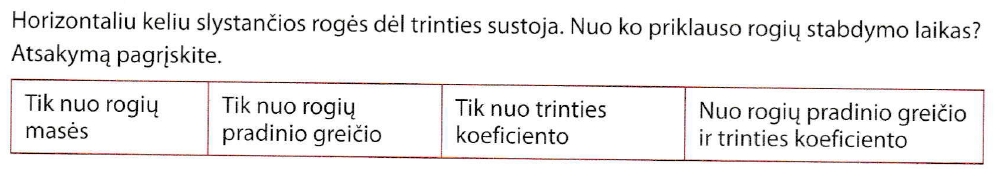 Horizontaliu keliu slystančios rogės dėl trinties sustoja. Nuo ko priklauso rogių stabdymo laikas?
Atsakymą pagrįskite.
Tik nuo rogių
masės
Tik nuo rogių
pradinio greičio
Tik nuo trinties
koeficiento
Nuo rogių pradinio greičio
ir trinties koeficiento